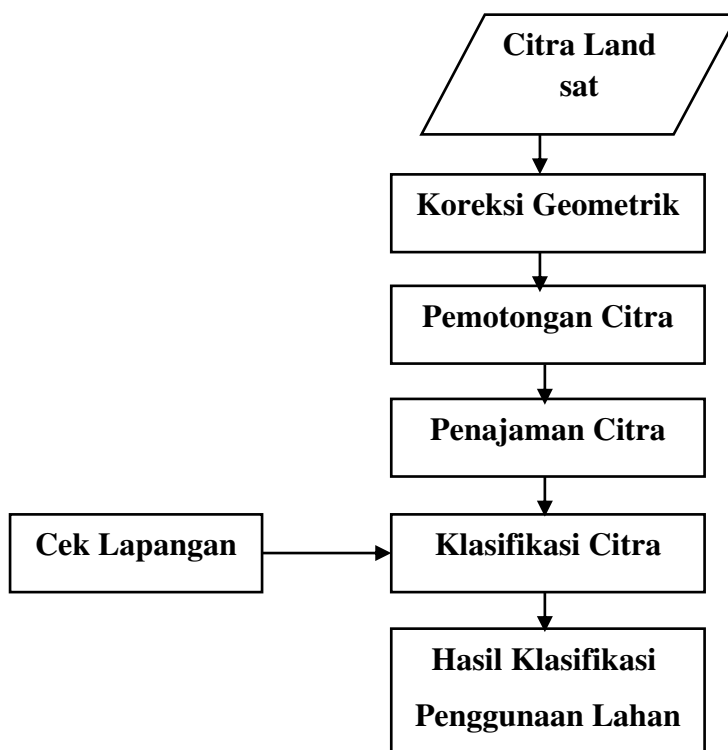 Citra Land
sat
Koreksi Geometrik
Pemotongan Citra
Penajaman Citra
Cek Lapangan
Klasifikasi Citra
Hasil Klasifikasi
Penggunaan Lahan